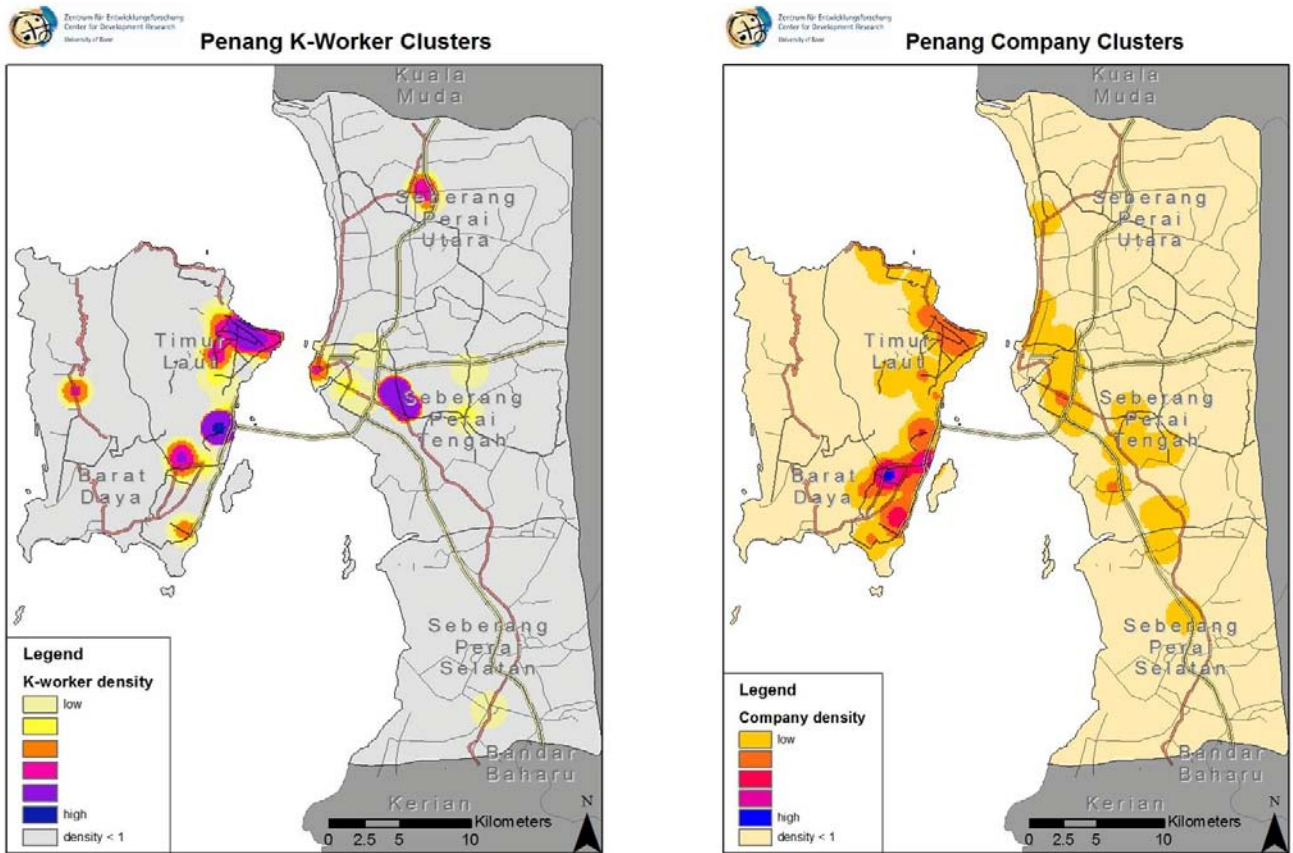 Zentrum für Entwicklungsforschung
Center for Development Research
University of Bonn
Penang K-Worker Clusters
Kuala
Muda
Seberang
Perai
Utara
Timur
Laut
Seberang
Perai
Tengah
Barat
Daya
Seberang
Perai
Selatan
Bandar
Baharu
Kerian
Legend
K-worker density
low
high
density < 1
N
Kilometers
0 2.5 5 10
Zentrum für Entwicklungsforschung
Center for Development Research
University of Bonn
Penang Company Clusters
Kuala
Muda
Seberang
Perai
Utara
Timur
Laut
Seberang
Perai
Tengah
Barat
Daya
Seberang
Perai
Selatan
Bandar
Baharu
Kerian
Legend
Company density
low
high
density < 1
N
Kilometers
0 2.5 5 10